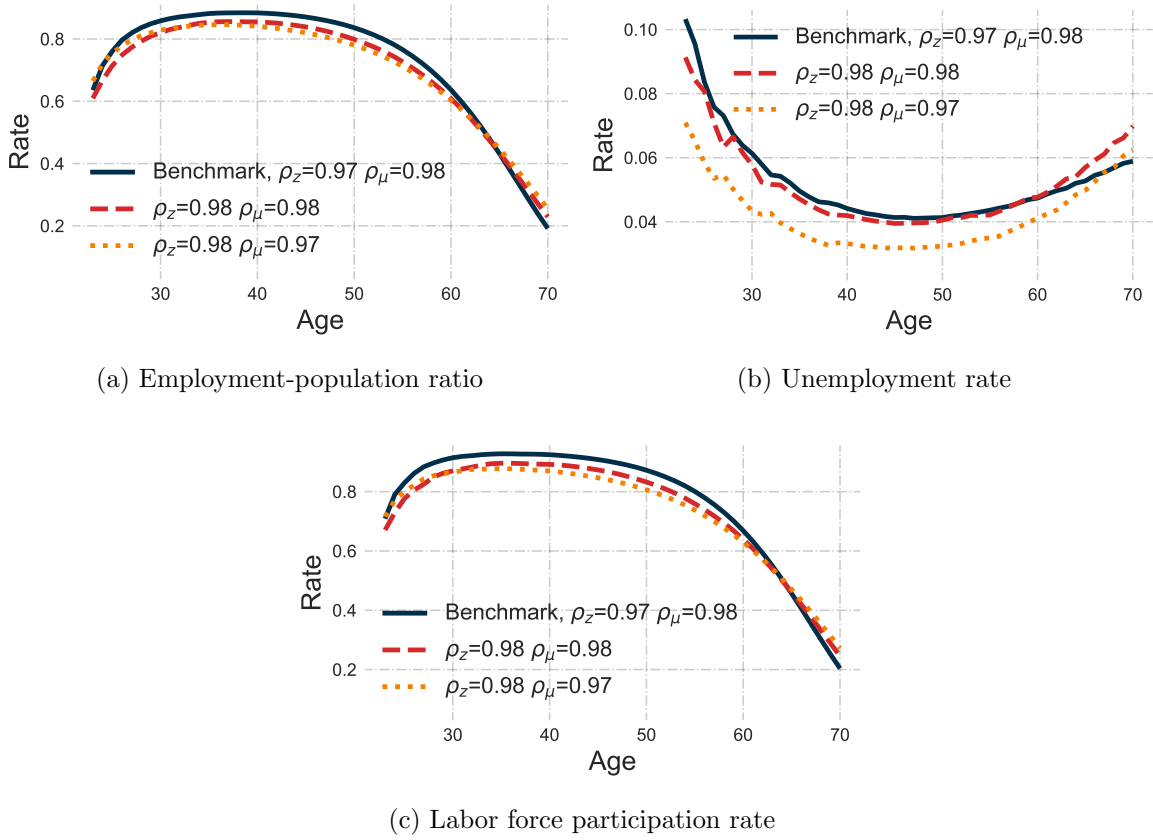 0.8
0.6
0.4
0.2
Rate
Benchmark, ρz=0.97 ρμ=0.98
ρz=0.98 ρμ=0.98
ρz=0.98 ρμ=0.97
30 40 50 60 70
Age
(a) Employment-population ratio
0.10
0.08
0.06
0.04
Rate
Benchmark, ρz=0.97 ρμ=0.98
ρz=0.98 ρμ=0.98
ρz=0.98 ρμ=0.97
30 40 50 60 70
Age
(b) Unemployment rate
0.8
0.6
0.4
0.2
Rate
Benchmark, ρz=0.97 ρμ=0.98
ρz=0.98 ρμ=0.98
ρz=0.98 ρμ=0.97
30 40 50 60 70
Age
(c) Labor force participation rate